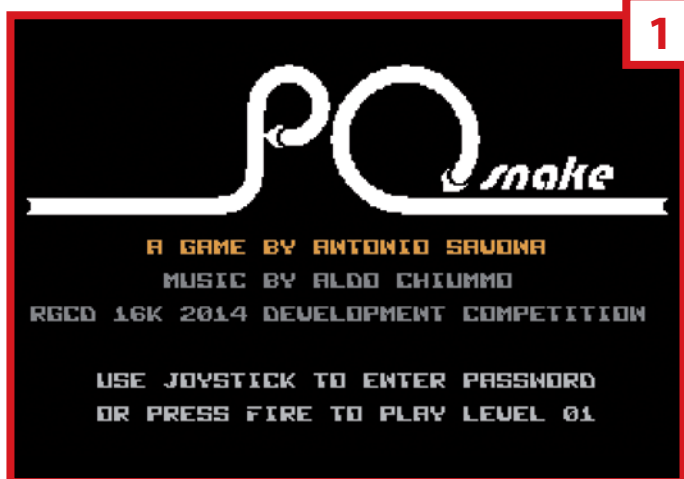 1
PQ snake
A GAME BY ANTONIO SAVONA
MUSIC BY ALDO CHIUMMO
RGCD 16K 2014 DEVELOPMENT COMPETITION
USE JOYSTICK TO ENTER PASSWORD
OR PRESS FIRE TO PLAY LEVEL 01